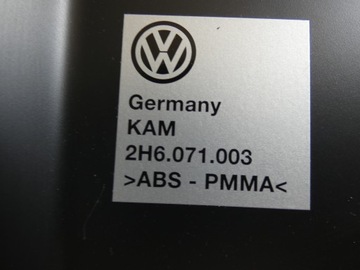 Germany
KAM
2H6.071.003
>ABS - PMMA<